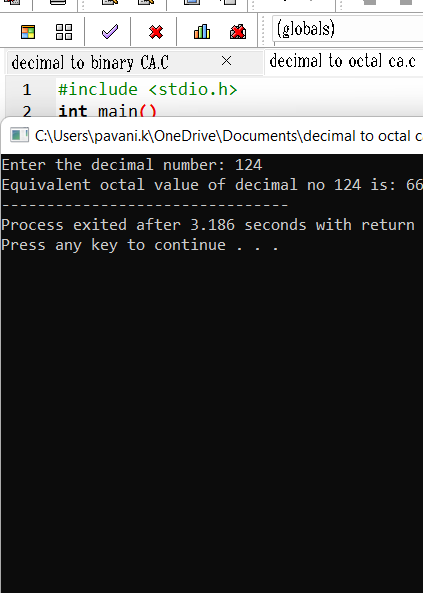 (globals)
decimal to binary CA.C
decimal to octal ca.c
1 #include <stdio.h>
2 int main()
C:\Users\pavani.k\OneDrive\Documents\decimal to octal c
Enter the decimal number: 124
Equivalent octal value of decimal no 124 is: 66
--------------------------------
Process exited after 3.186 seconds with return
Press any key to continue . . .